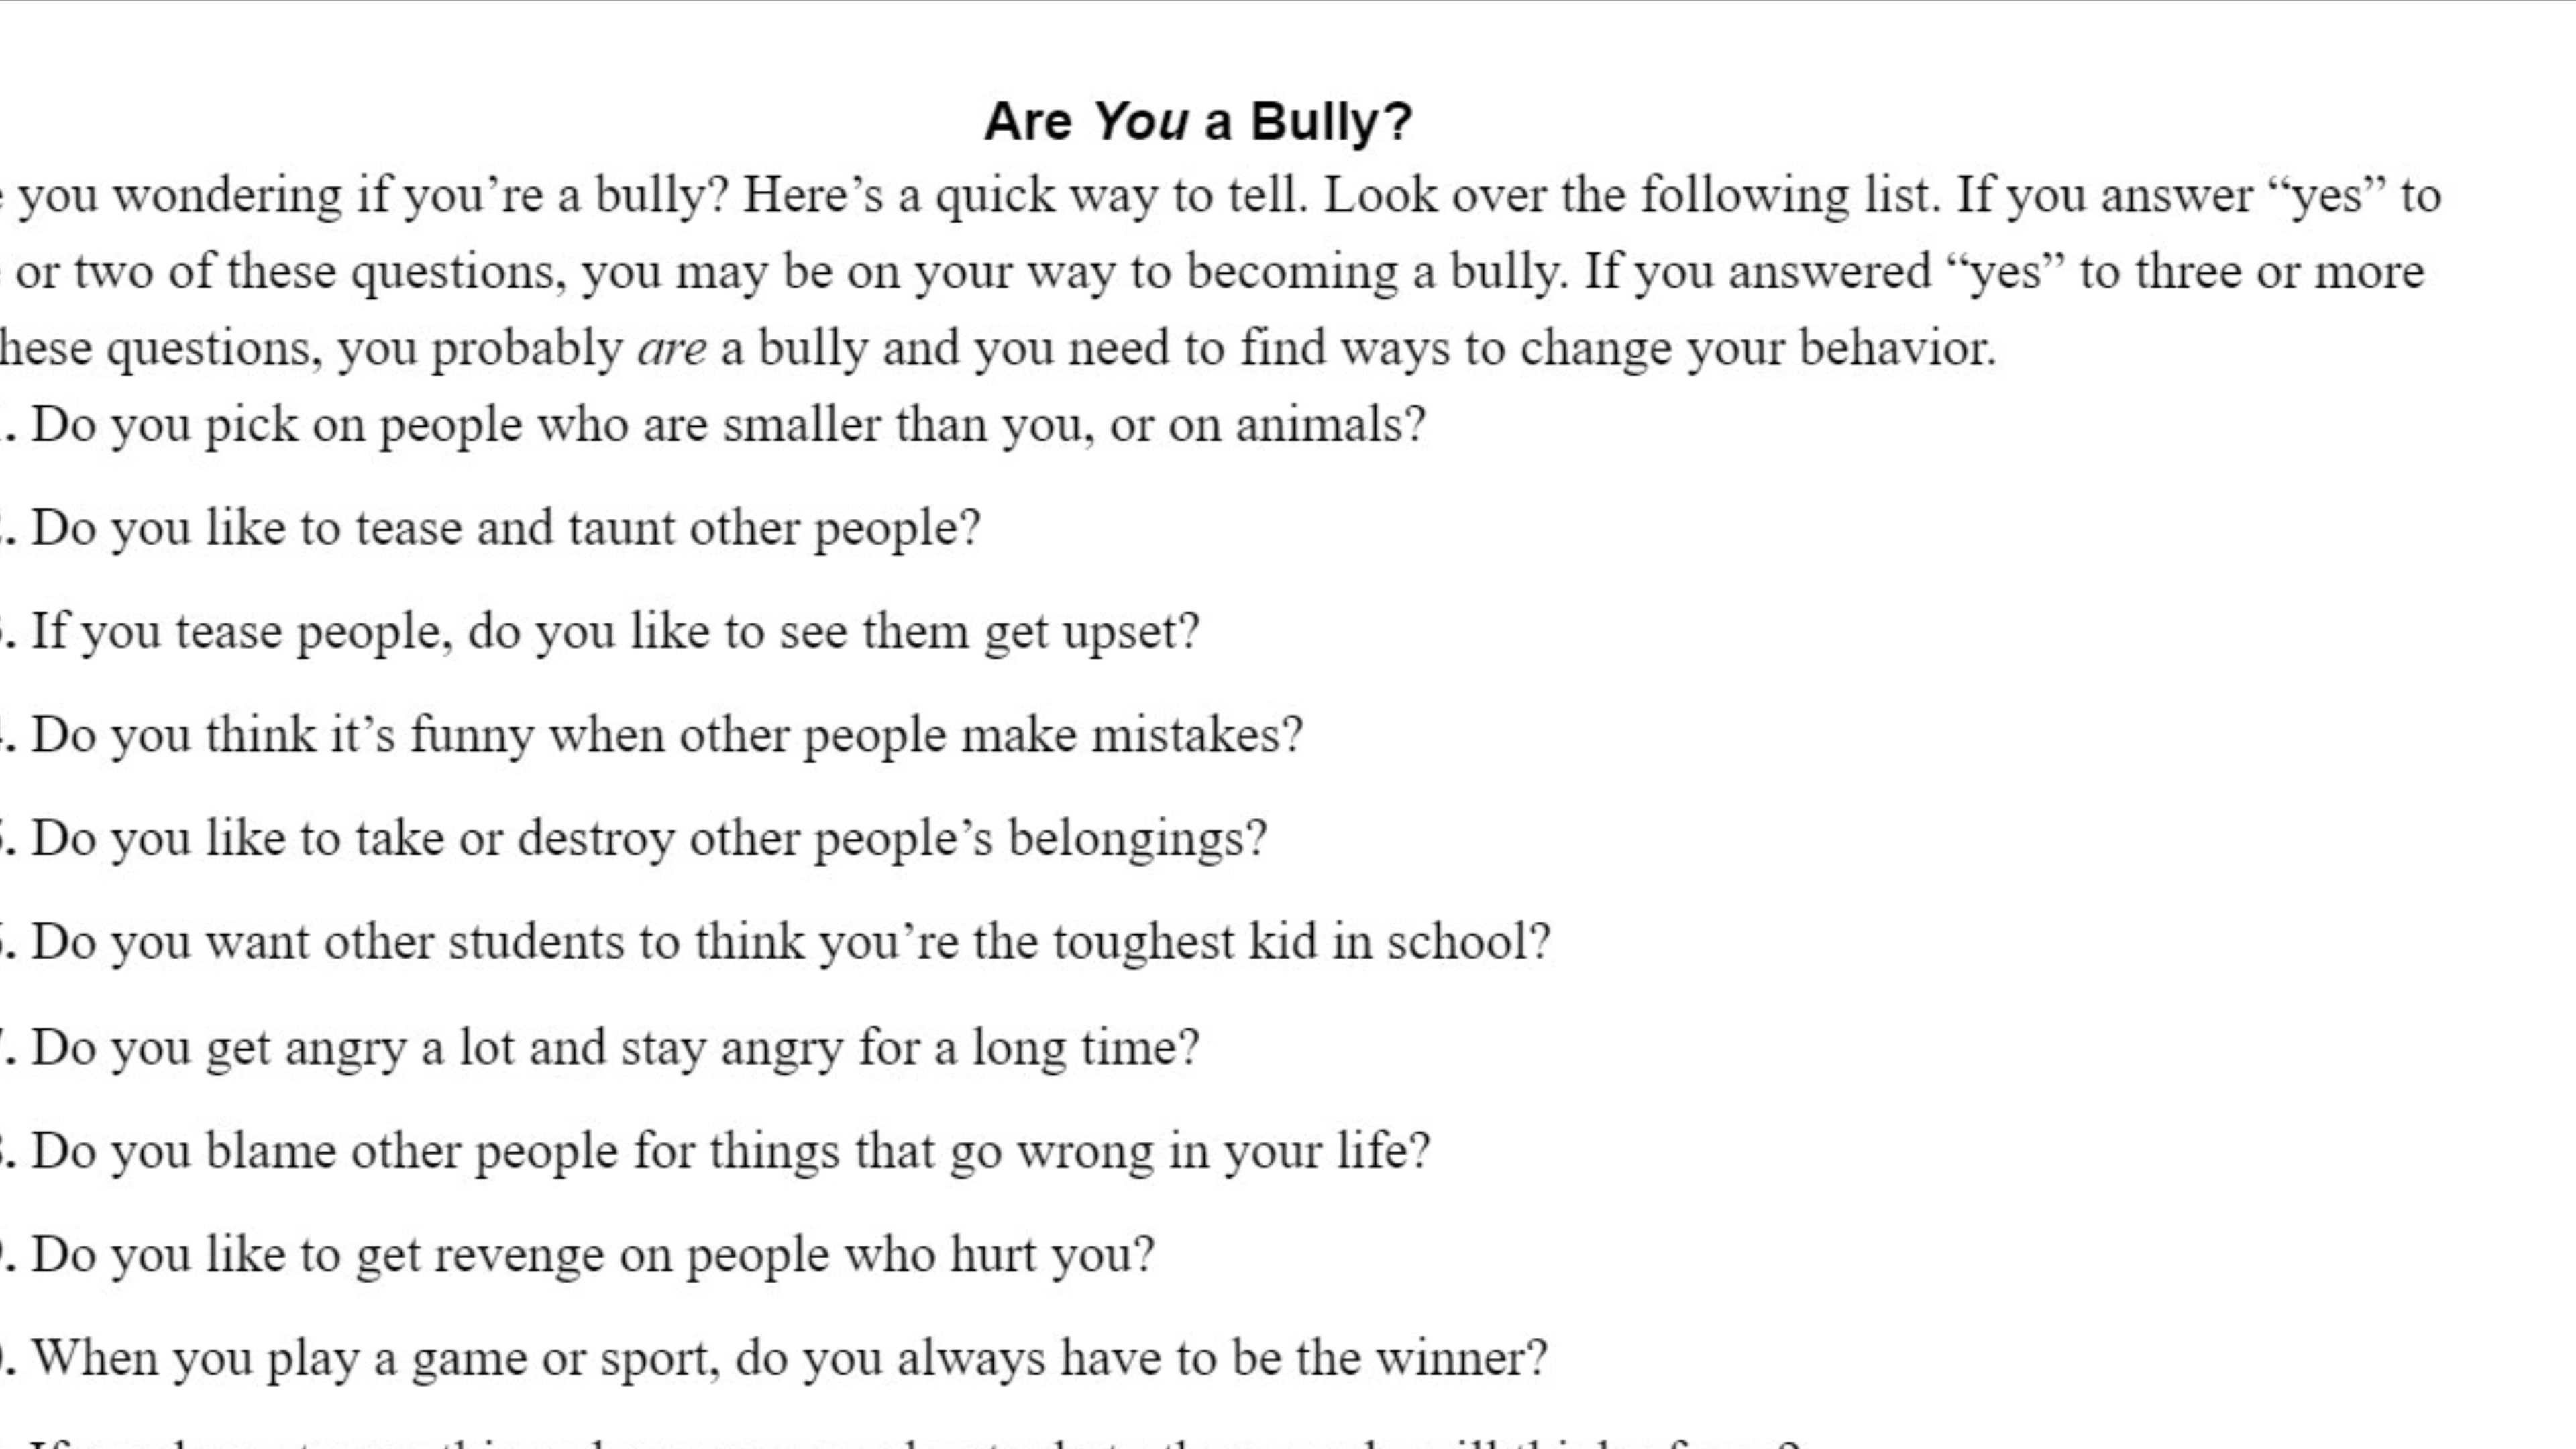 Are You a Bully?
you wondering if you’re a bully? Here’s a quick way to tell. Look over the following list. If you answer “yes” to
or two of these questions, you may be on your way to becoming a bully. If you answered “yes” to three or more
hese questions, you probably are a bully and you need to find ways to change your behavior.
. Do you pick on people who are smaller than you, or on animals?
. Do you like to tease and taunt other people?
. If you tease people, do you like to see them get upset?
. Do you think it’s funny when other people make mistakes?
. Do you like to take or destroy other people’s belongings?
. Do you want other students to think you’re the toughest kid in school?
. Do you get angry a lot and stay angry for a long time?
. Do you blame other people for things that go wrong in your life?
. Do you like to get revenge on people who hurt you?
. When you play a game or sport, do you always have to be the winner?